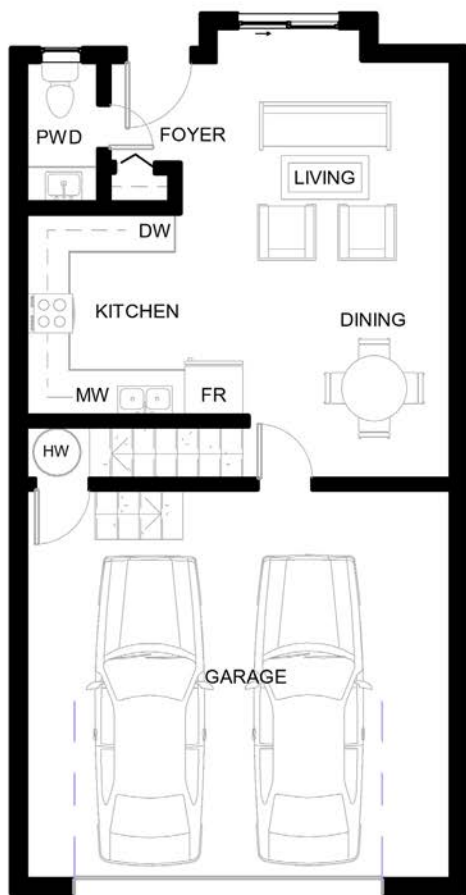 PWD
FOYER
LIVING
DW
KITCHEN
DINING
MW
FR
HW
GARAGE